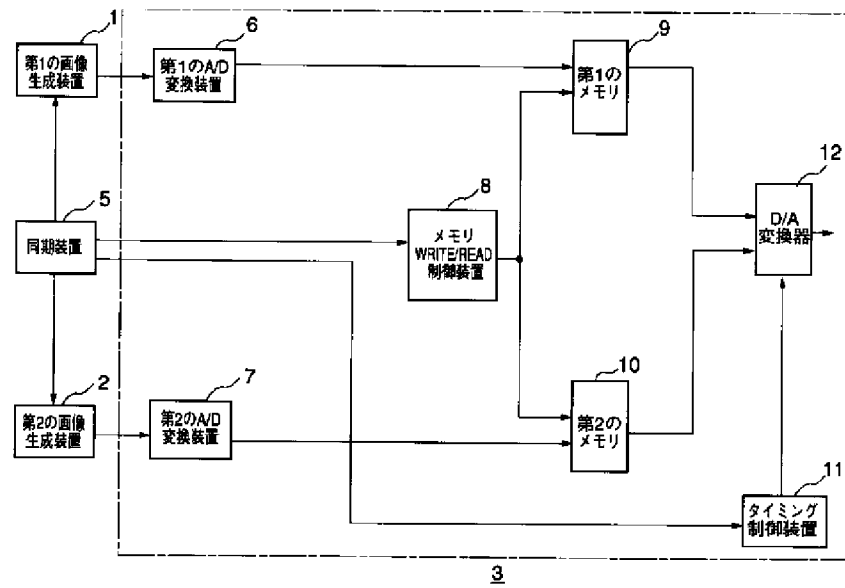 1
第1の画像
生成装置
6
第1のA/D
変換装置
9
第1の
メモリ
12
D/A
変換器
5
同期装置
8
メモリ
WRITE/READ
制御装置
2
第2の画像
生成装置
7
第2のA/D
変換装置
10
第2の
メモリ
11
タイミング
制御装置
3